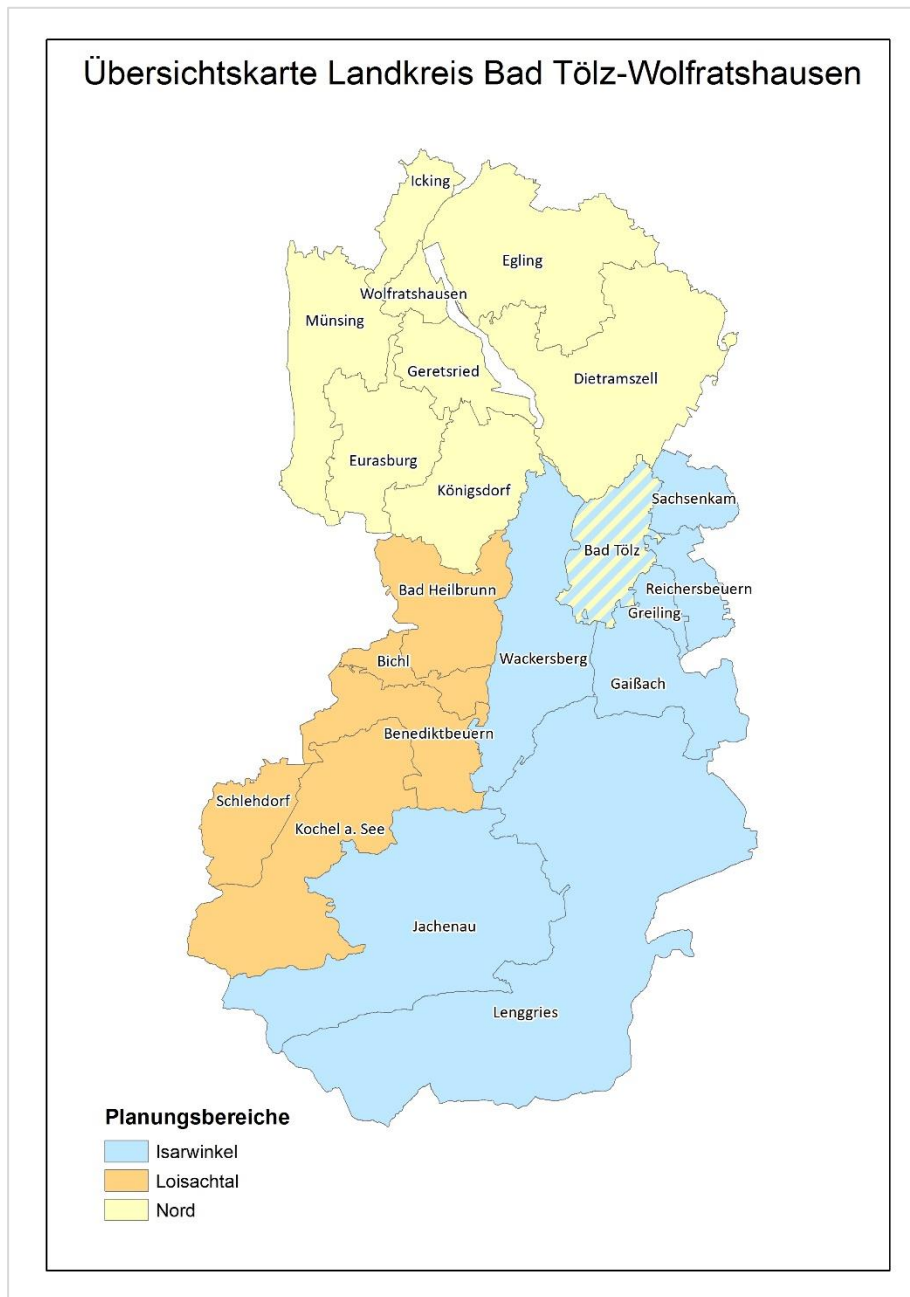 Übersichtskarte Landkreis Bad Tölz-Wolfratshausen
Icking
Egling
Wolfratshausen
Münsing
Geretsried
Dietramszell
Eurasburg
Königsdorf
Sachsenkam
Bad Tölz
Bad Heilbrunn
Reichersbeuern
Greiling
Bichl
Wackersberg
Gaißach
Benediktbeuern
Schlehdorf
Kochel a. See
Jachenau
Lenggries
Planungsbereiche
Isarwinkel
Loisachtal
Nord